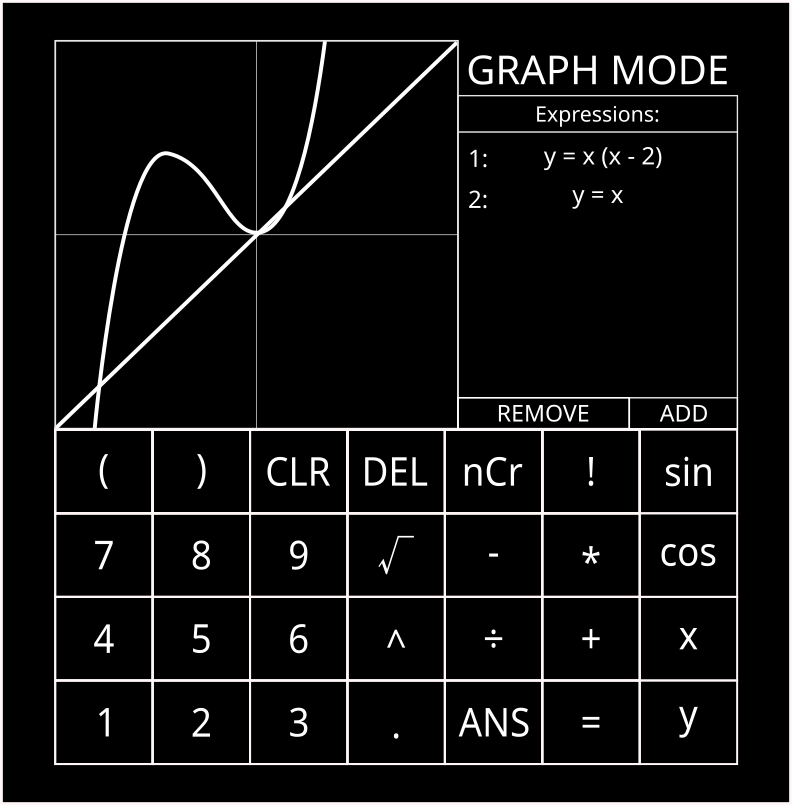 GRAPH MODE
Expressions:
1: y = x (x - 2)
2: y = x
REMOVE ADD
( ) CLR DEL nCr ! sin
7 8 9 √ - * cos
4 5 6 ^ ÷ + x
1 2 3 . ANS = y